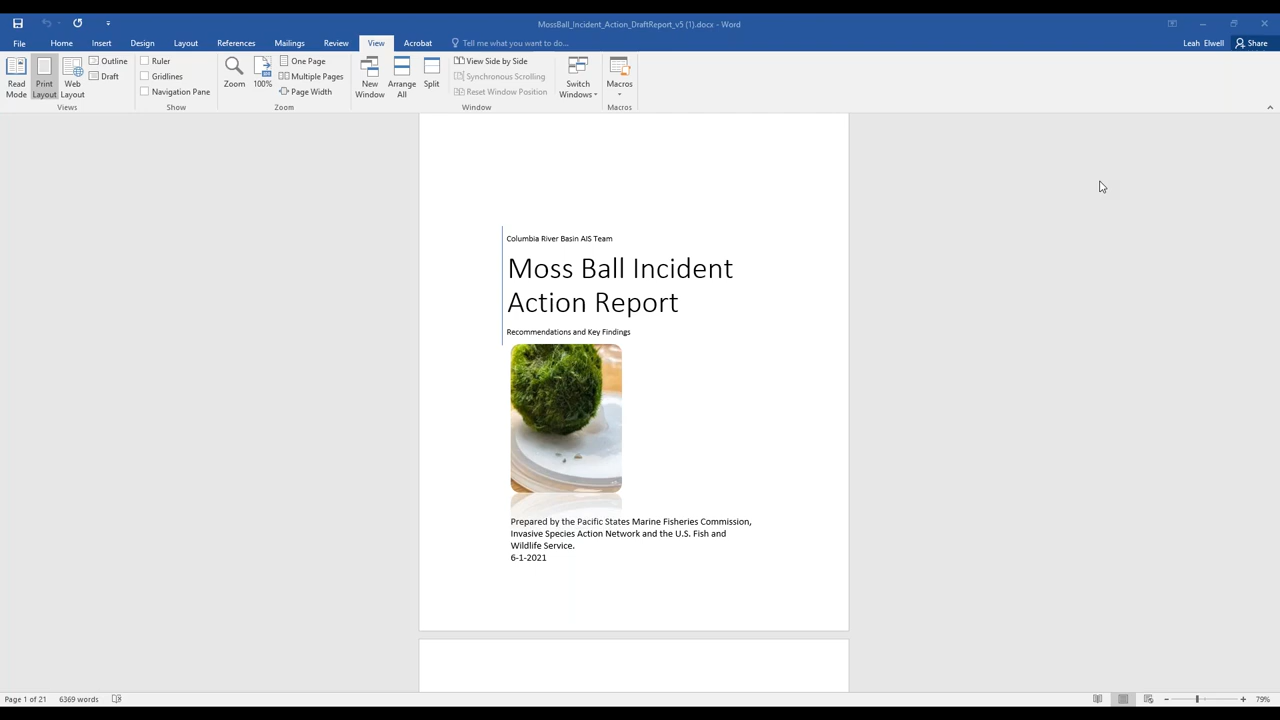 MossBall_Incident_Action_DraftReport_v5 (1).docx - Word
File Home Insert Design Layout References Mailings Review View Acrobat Tell me what you want to do... Leah Elwell Share
Read Mode
Print Layout
Web Layout
Outline
Draft
Views
Ruler
Gridlines
Navigation Pane
Show
Zoom
100%
One Page
Multiple Pages
Page Width
Zoom
New Window
Arrange All
Split
View Side by Side
Synchronous Scrolling
Reset Window Position
Window
Switch Windows
Macros
Macros
Columbia River Basin AIS Team
Moss Ball Incident
Action Report
Recommendations and Key Findings
Prepared by the Pacific States Marine Fisheries Commission,
Invasive Species Action Network and the U.S. Fish and
Wildlife Service.
6-1-2021
Page 1 of 21 6369 words 79%